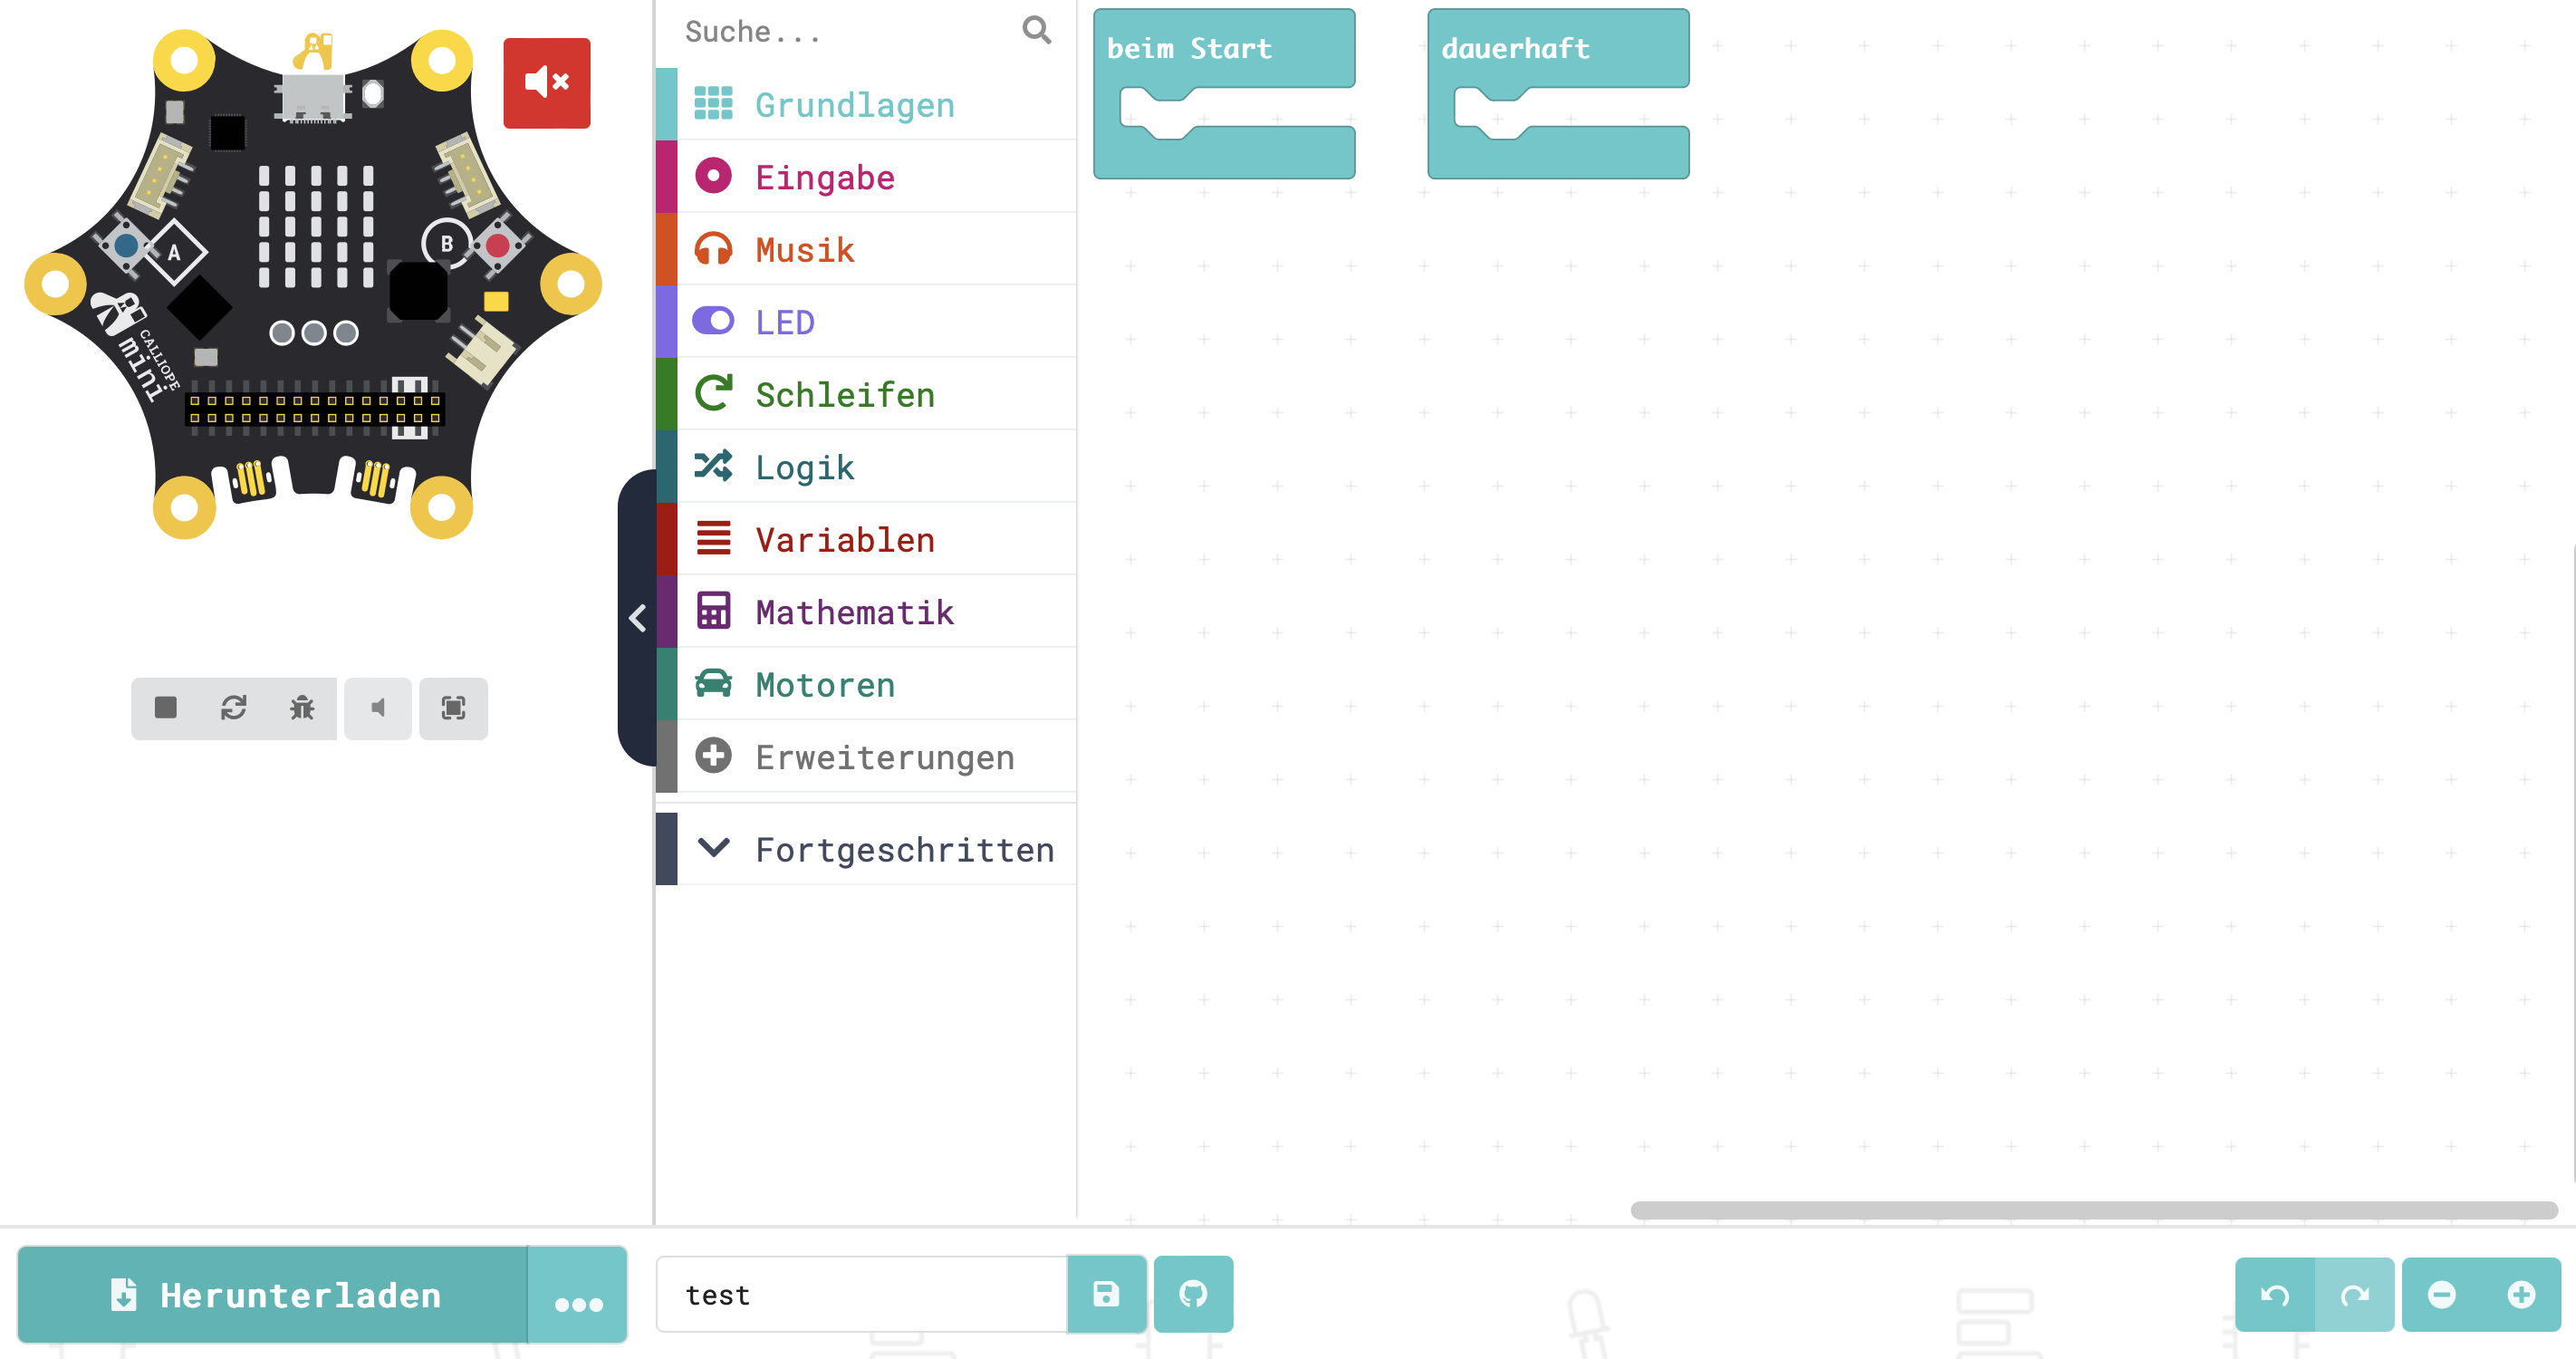 A
B
CALLIOPE
mini
Suche...
Grundlagen
Eingabe
Musik
LED
Schleifen
Logik
Variablen
Mathematik
Motoren
Erweiterungen
Fortgeschritten
beim Start
dauerhaft
Herunterladen
test